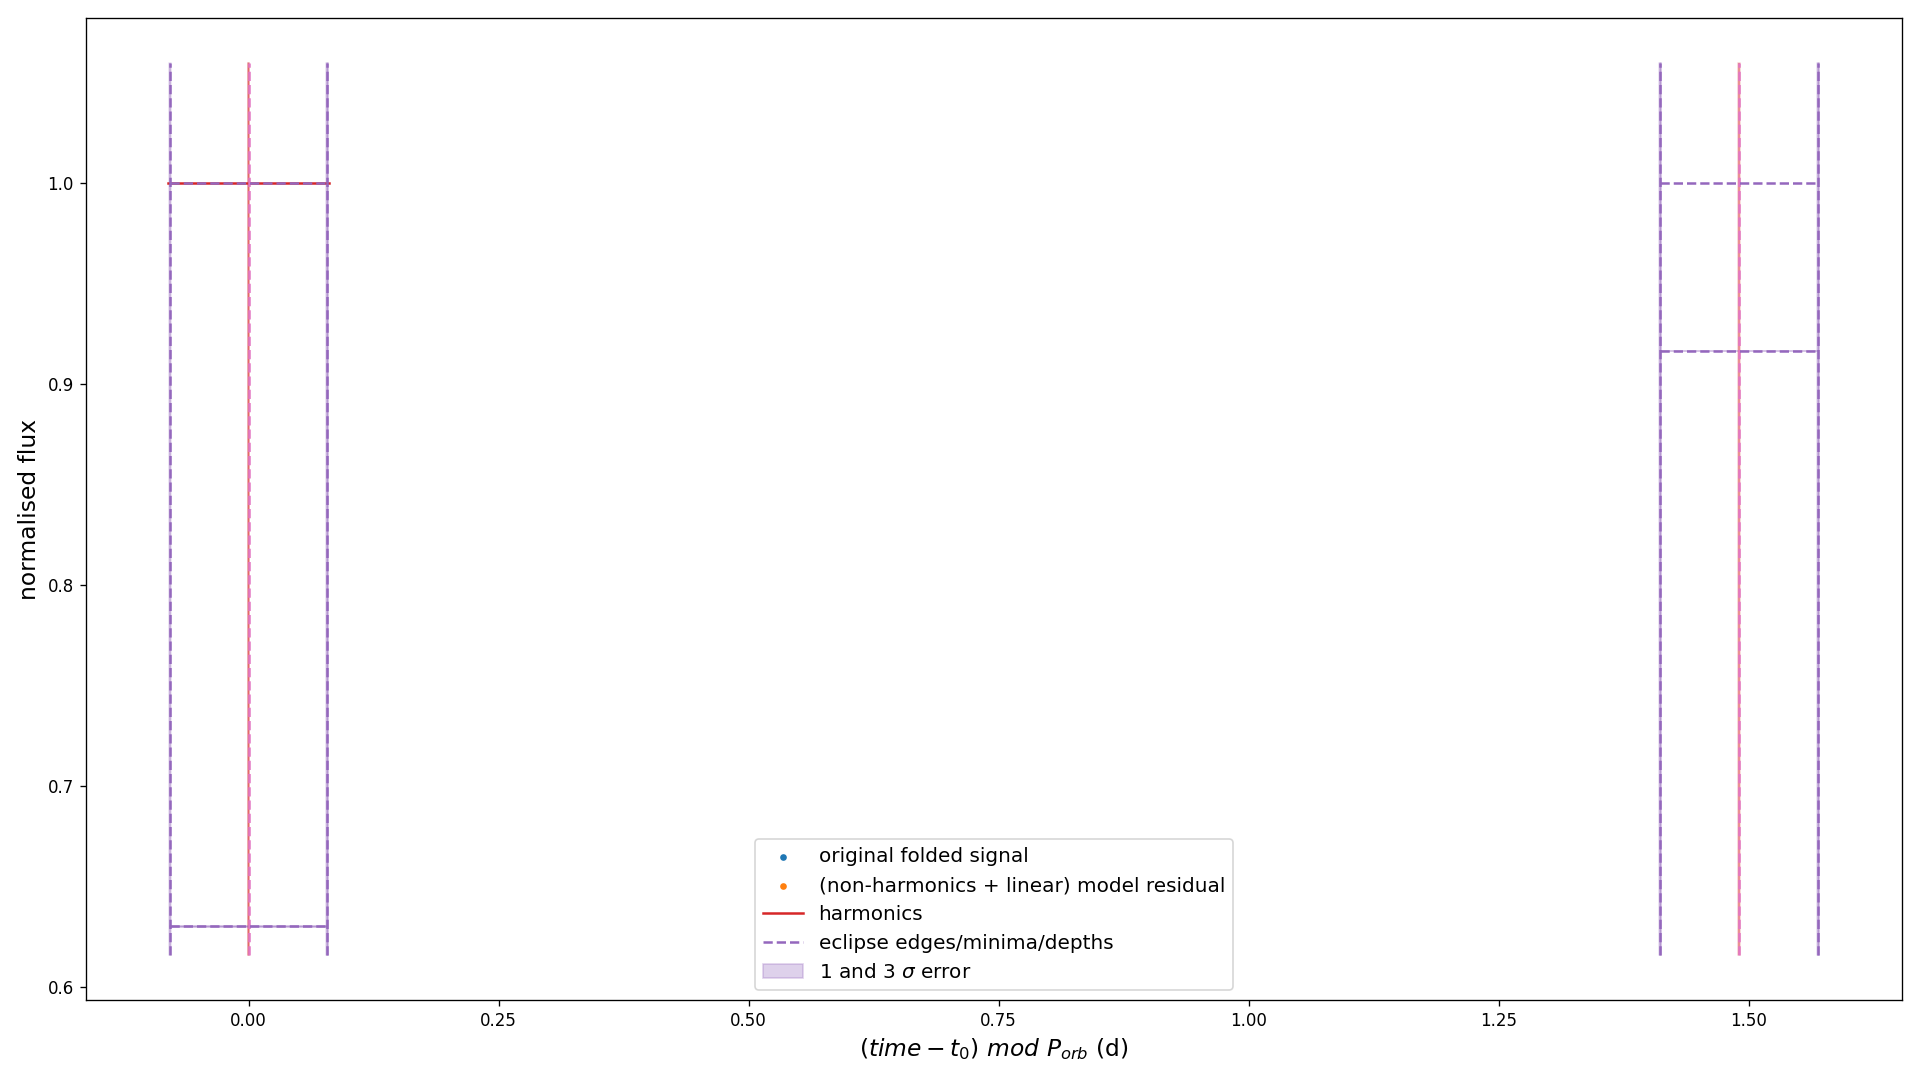 normalised flux
1.0
0.9
0.8
0.7
0.6
original folded signal
(non-harmonics + linear) model residual
harmonics
eclipse edges/minima/depths
1 and 3 σ error
0.00 0.25 0.50 0.75 1.00 1.25 1.50
(time − t₀) mod Pₒᵣb (d)